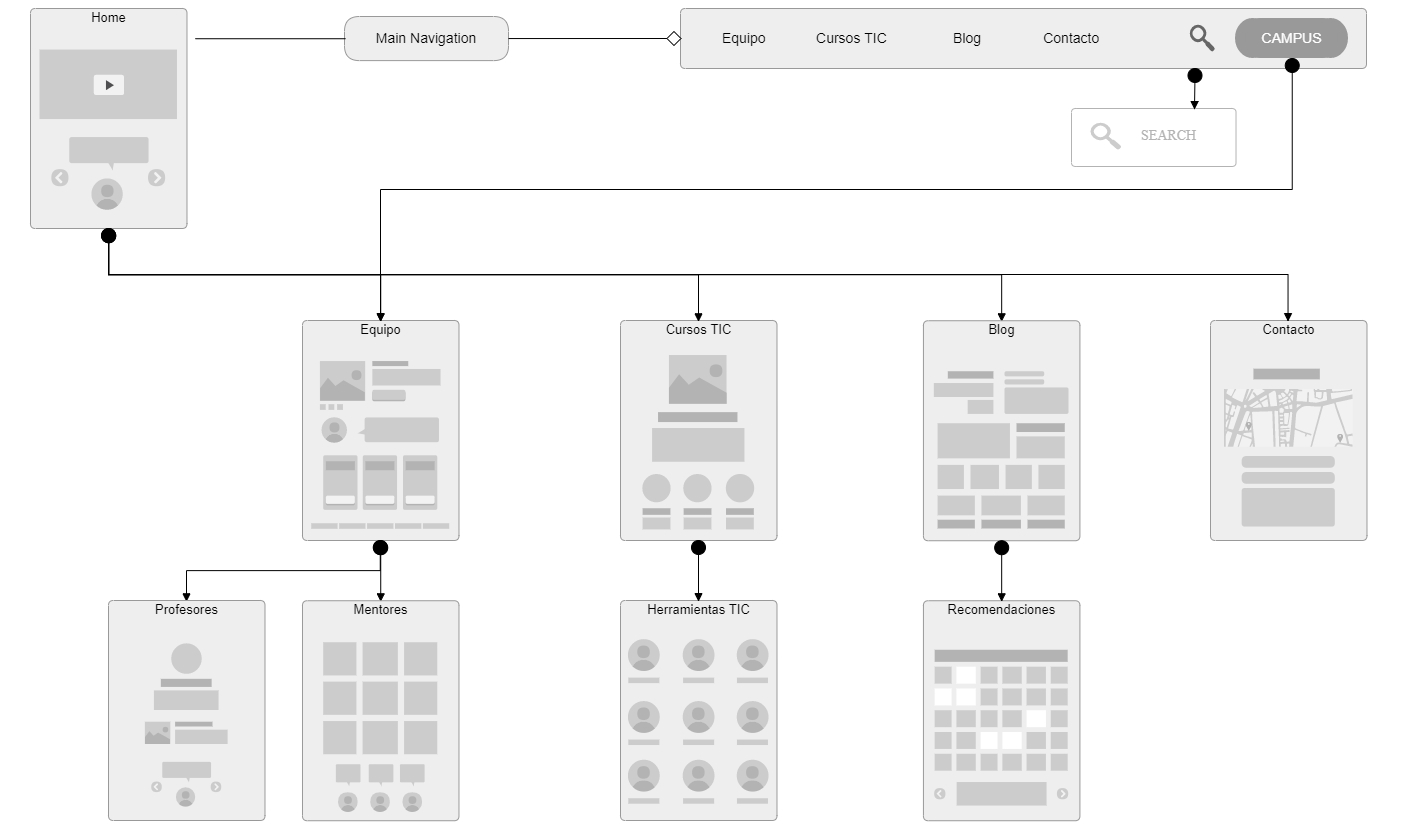 Home
Main Navigation
Equipo
Cursos TIC
Blog
Contacto
CAMPUS
SEARCH
Equipo
Cursos TIC
Blog
Contacto
Profesores
Mentores
Herramientas TIC
Recomendaciones